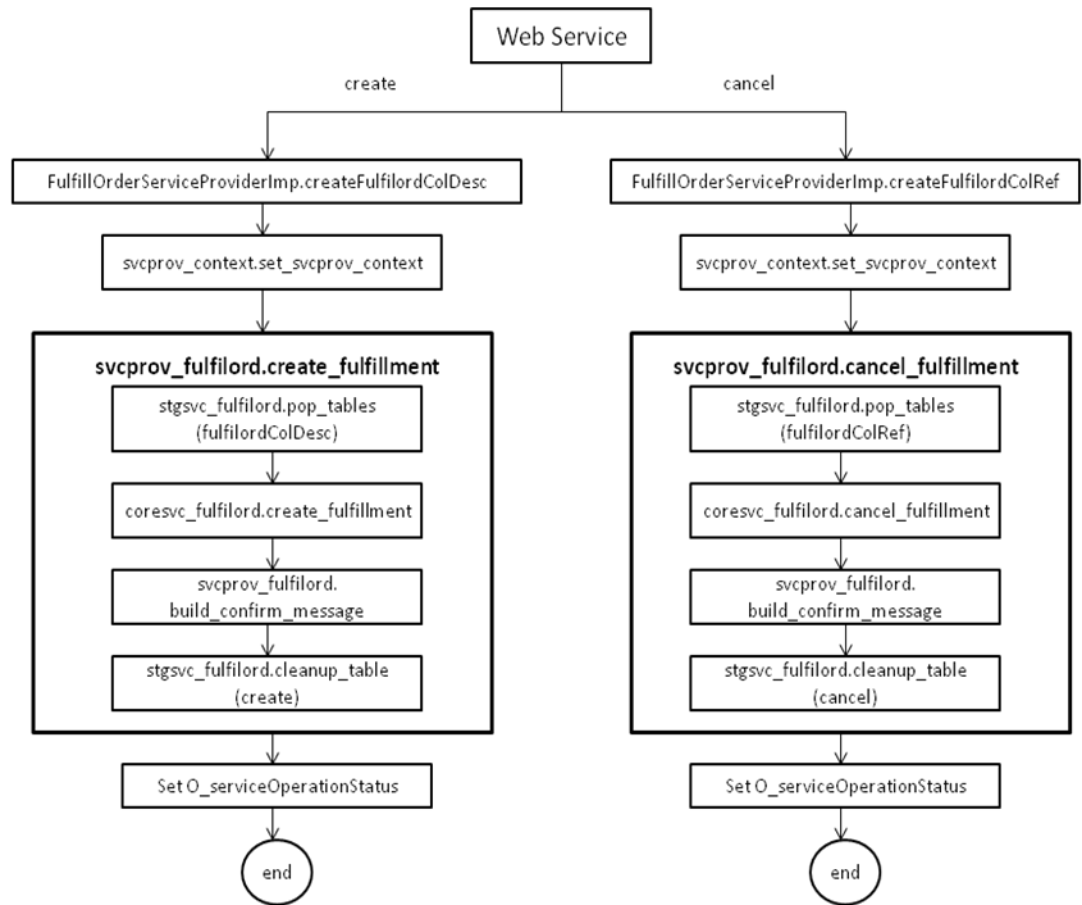 Web Service
create
cancel
FulfillOrderServiceProviderImp.createFulfilordColDesc
FulfillOrderServiceProviderImp.createFulfilordColRef
svcprov_context.set_svcprov_context
svcprov_context.set_svcprov_context
svcprov_fulfilord.create_fulfillment
stgsvc_fulfilord.pop_tables
(fulfilordColDesc)
coresvc_fulfilord.create_fulfillment
svcprov_fulfilord.
build_confirm_message
stgsvc_fulfilord.cleanup_table
(create)
svcprov_fulfilord.cancel_fulfillment
stgsvc_fulfilord.pop_tables
(fulfilordColRef)
coresvc_fulfilord.cancel_fulfillment
svcprov_fulfilord.
build_confirm_message
stgsvc_fulfilord.cleanup_table
(cancel)
Set O_serviceOperationStatus
Set O_serviceOperationStatus
end
end